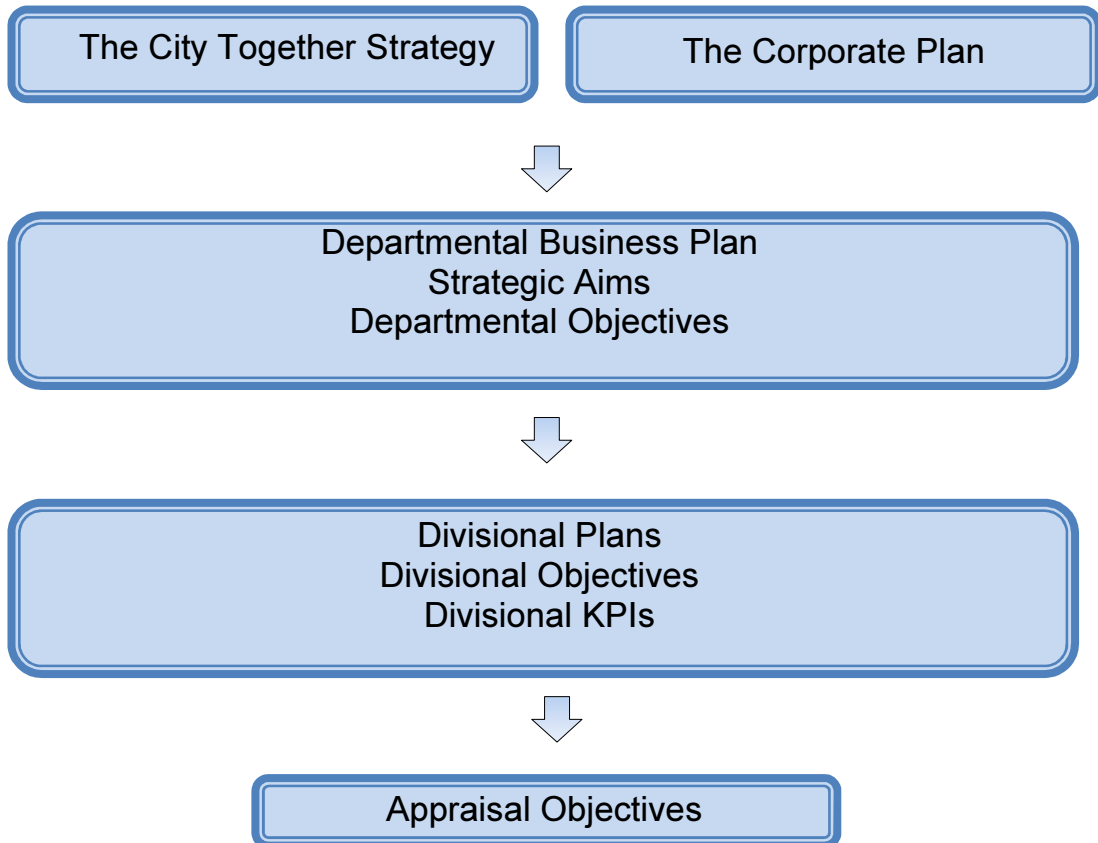 The City Together Strategy
The Corporate Plan
Departmental Business Plan
Strategic Aims
Departmental Objectives
Divisional Plans
Divisional Objectives
Divisional KPIs
Appraisal Objectives